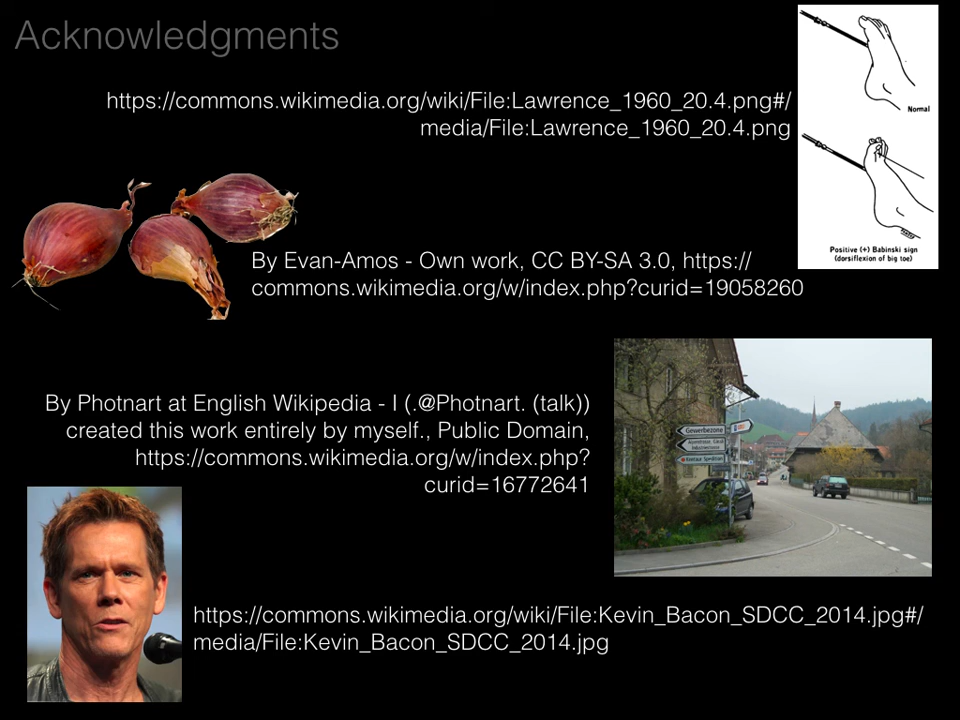 Acknowledgments
https://commons.wikimedia.org/wiki/File:Lawrence_1960_20.4.png#/
media/File:Lawrence_1960_20.4.png
Normal
Positive (+) Babinski sign
(dorsiflexion of big toe)
By Evan-Amos - Own work, CC BY-SA 3.0, https://
commons.wikimedia.org/w/index.php?curid=19058260
By Photnart at English Wikipedia - I (.@Photnart. (talk))
created this work entirely by myself., Public Domain,
https://commons.wikimedia.org/w/index.php?
curid=16772641
Gewerbezone
https://commons.wikimedia.org/wiki/File:Kevin_Bacon_SDCC_2014.jpg#/
media/File:Kevin_Bacon_SDCC_2014.jpg